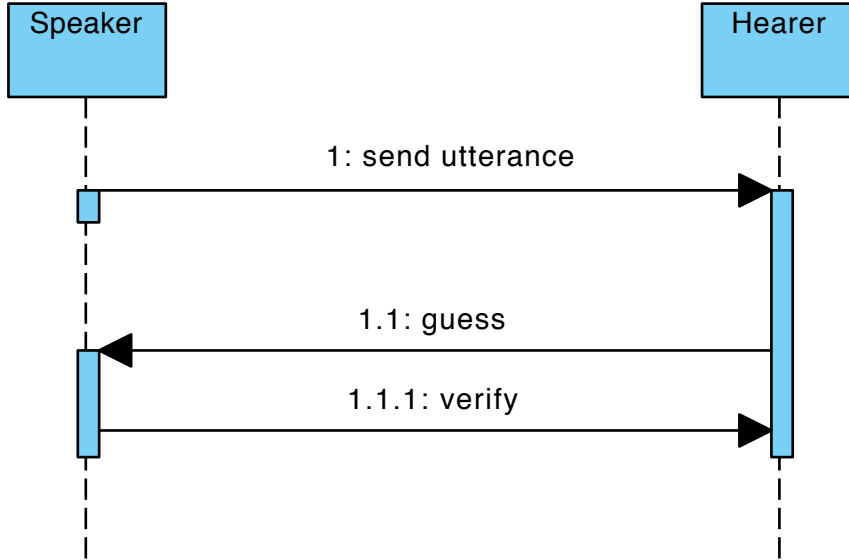 Speaker
Hearer
1: send utterance
1.1: guess
1.1.1: verify